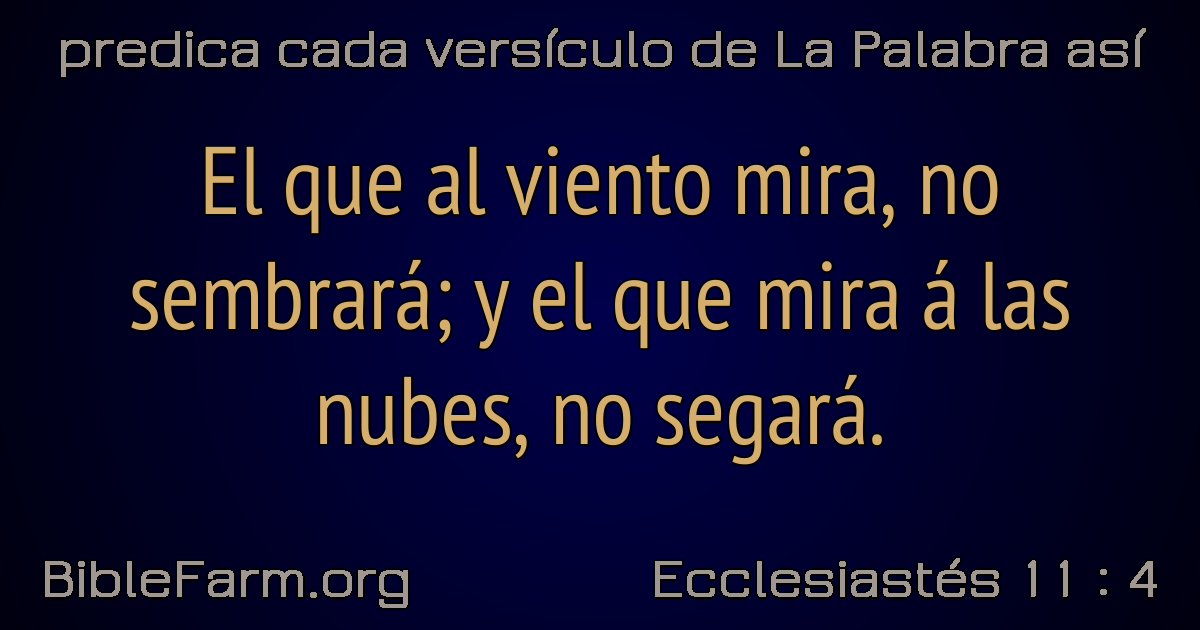 predica cada versículo de La Palabra así
El que al viento mira, no
sembrará; y el que mira á las
nubes, no segará.
BibleFarm.org
Ecclesiastés 11 : 4